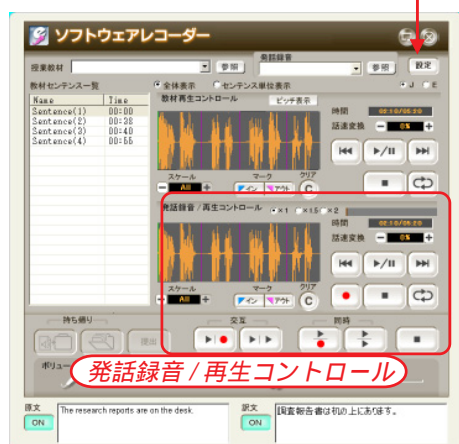 ソフトウェアレコーダー
授業教材
参照
発話録音
参照
設定
教材センテンス一覧
全体表示
センテンス単位表示
J
E
Name
Time
Sentence(1) 00:00
Sentence(2) 00:38
Sentence(3) 00:40
Sentence(4) 00:55
教材再生コントロール
ピッチ表示
時間
02:10/05:20
話速変換
0%
スケール
マーク
クリア
All
イン
アウト
C
発話録音/再生コントロール
×1
×1.5
×2
時間
02:10/05:20
話速変換
0%
スケール
マーク
クリア
All
イン
アウト
C
持ち帰り
交互
同時
提出
ボリュー
発話録音/再生コントロール
原文
ON
The research reports are on the desk.
訳文
ON
調査報告書は机の上にあります。